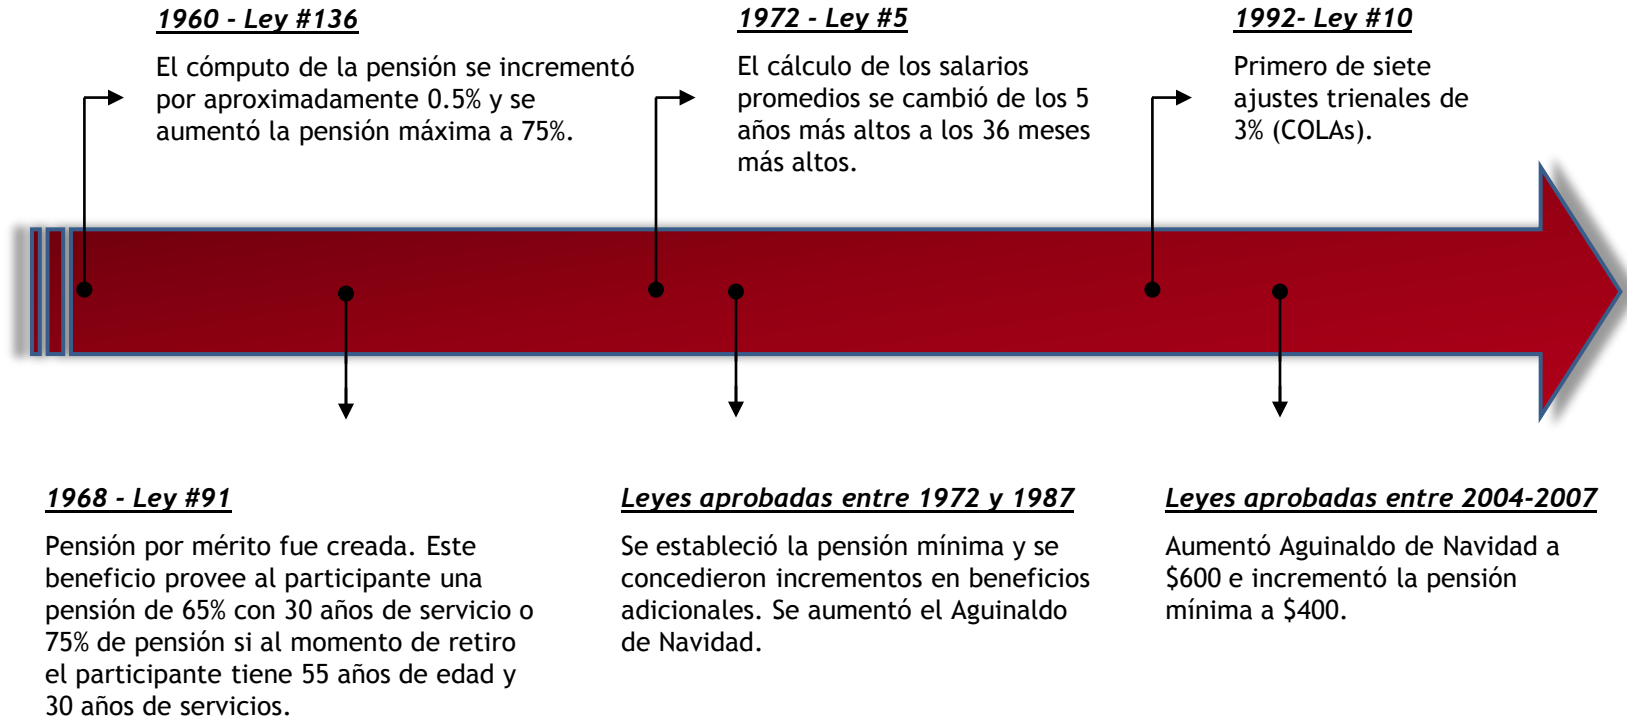 1960 - Ley #136
El cómputo de la pensión se incrementó
por aproximadamente 0.5% y se
aumentó la pensión máxima a 75%.
1972 - Ley #5
El cálculo de los salarios
promedios se cambió de los 5
años más altos a los 36 meses
más altos.
1992- Ley #10
Primero de siete
ajustes trienales de
3% (COLAs).
1968 - Ley #91
Pensión por mérito fue creada. Este
beneficio provee al participante una
pensión de 65% con 30 años de servicio o
75% de pensión si al momento de retiro
el participante tiene 55 años de edad y
30 años de servicios.
Leyes aprobadas entre 1972 y 1987
Se estableció la pensión mínima y se
concedieron incrementos en beneficios
adicionales. Se aumentó el Aguinaldo
de Navidad.
Leyes aprobadas entre 2004-2007
Aumentó Aguinaldo de Navidad a
$600 e incrementó la pensión
mínima a $400.